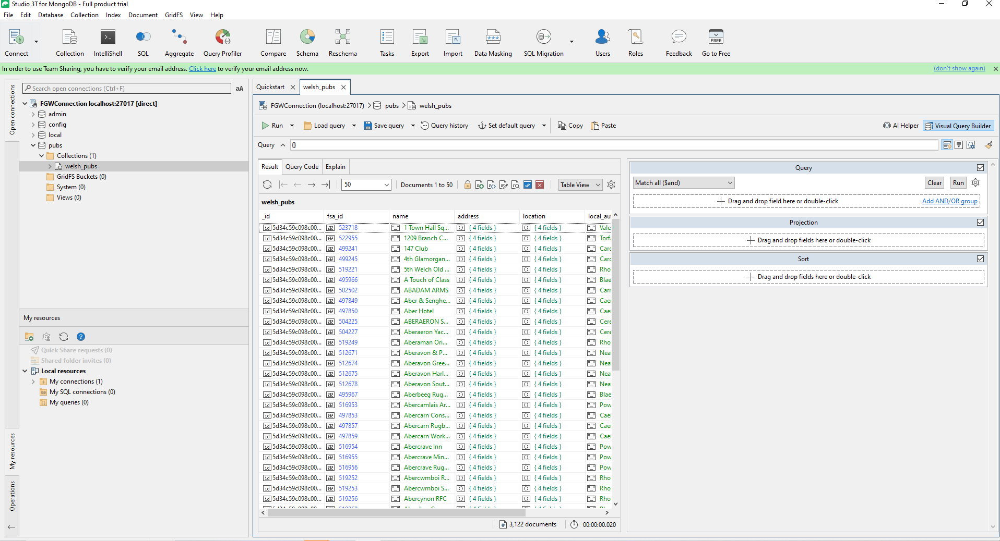 Studio 3T for MongoDB - Full product trial
File Edit Database Collection Index Document GridFS View Help
Connect Collection IntelliShell SQL Aggregate Query Profiler Compare Schema Reschema Tasks Export Import Data Masking SQL Migration Users Roles Feedback Go to Free
In order to use Team Sharing, you have to verify your email address. Click here to verify your email address now. (don't show again)
Open connections
Search open connections (Ctrl+F) aA
FGWConnection localhost:27017 [direct]
admin
config
local
pubs
Collections (1)
welsh_pubs
GridFS Buckets (0)
System (0)
Views (0)
My resources
Quick Share requests (0)
Shared folder invites (0)
Local resources
My connections (1)
My SQL connections (0)
My queries (0)
My resources
Operations
Quickstart welsh_pubs
FGWConnection (localhost:27017) pubs welsh_pubs
Run Load query Save query Query history Set default query Copy Paste AI Helper Visual Query Builder
Query {}
Result Query Code Explain
50 Documents 1 to 50 Table View
welsh_pubs
_id fsa_id name address location local_au
5d34c59c098c00... 523718 1 Town Hall Sq... { 4 fields } { 4 fields } Vale
5d34c59c098c00... 522955 1209 Branch C... { 4 fields } { 4 fields } Torf
5d34c59c098c00... 499241 147 Club { 4 fields } { 4 fields } Card
5d34c59c098c00... 499245 4th Glamorgan... { 4 fields } { 4 fields } Card
5d34c59c098c00... 519221 5th Welch Old ... { 4 fields } { 4 fields } Rho
5d34c59c098c00... 495966 A Touch of Class { 4 fields } { 4 fields } Blae
5d34c59c098c00... 502502 ABADAM ARMS { 4 fields } { 4 fields } Carr
5d34c59c098c00... 497849 Aber & Senghe... { 4 fields } { 4 fields } Cae
5d34c59c098c00... 497850 Aber Hotel { 4 fields } { 4 fields } Cae
5d34c59c098c00... 504225 ABERAERON S... { 4 fields } { 4 fields } Cere
5d34c59c098c00... 504227 Aberaeron Yac... { 4 fields } { 4 fields } Cere
5d34c59c098c00... 519249 Aberaman Ori... { 4 fields } { 4 fields } Rho
5d34c59c098c00... 512671 Aberavon & P... { 4 fields } { 4 fields } Nea
5d34c59c098c00... 512674 Aberavon Gree... { 4 fields } { 4 fields } Nea
5d34c59c098c00... 512675 Aberavon Harl... { 4 fields } { 4 fields } Nea
5d34c59c098c00... 512678 Aberavon Sout... { 4 fields } { 4 fields } Nea
5d34c59c098c00... 495967 Aberbeeg Rug... { 4 fields } { 4 fields } Blae
5d34c59c098c00... 516953 Abercamlais Ar... { 4 fields } { 4 fields } Pow
5d34c59c098c00... 497853 Abercarn Cons... { 4 fields } { 4 fields } Cae
5d34c59c098c00... 497857 Abercarn Rugb... { 4 fields } { 4 fields } Cae
5d34c59c098c00... 497859 Abercarn Work... { 4 fields } { 4 fields } Cae
5d34c59c098c00... 516954 Abercrave Inn { 4 fields } { 4 fields } Pow
5d34c59c098c00... 516955 Abercrave Min... { 4 fields } { 4 fields } Pow
5d34c59c098c00... 516956 Abercrave Rug... { 4 fields } { 4 fields } Pow
5d34c59c098c00... 519252 Abercwmboi R... { 4 fields } { 4 fields } Rho
5d34c59c098c00... 519253 Abercwmboi S... { 4 fields } { 4 fields } Rho
5d34c59c098c00... 519256 Abercynon RFC { 4 fields } { 4 fields } Rho
3,122 documents 00:00:00.020
Query
Match all ($and) Clear Run
Drag and drop field here or double-click Add AND/OR group
Projection
Drag and drop fields here or double-click
Sort
Drag and drop fields here or double-click